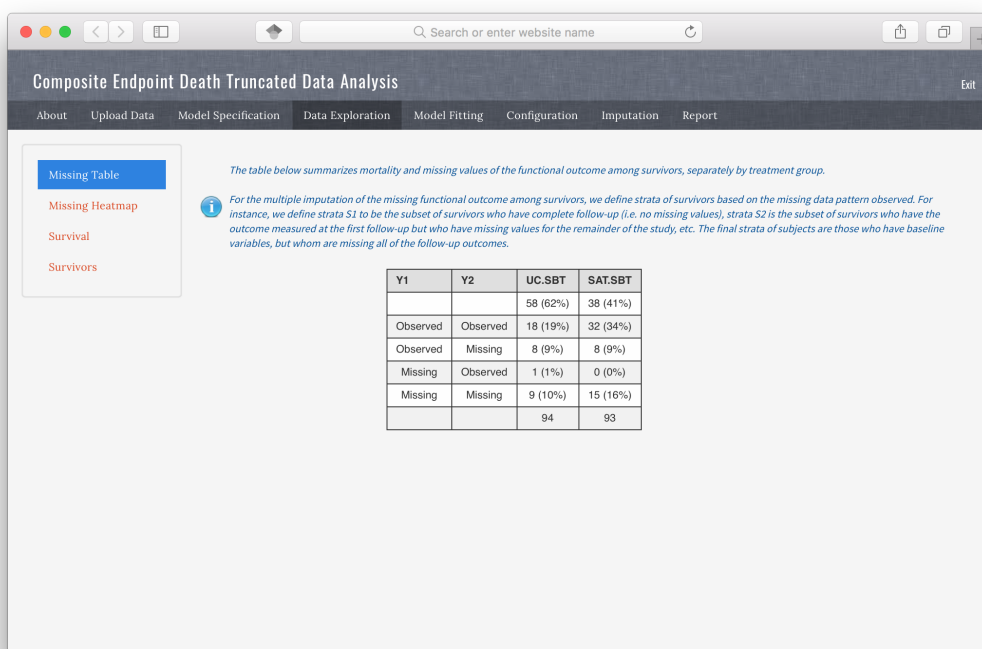 Search or enter website name
Composite Endpoint Death Truncated Data Analysis
Exit
About Upload Data Model Specification Data Exploration Model Fitting Configuration Imputation Report
Missing Table
Missing Heatmap
Survival
Survivors
The table below summarizes mortality and missing values of the functional outcome among survivors, separately by treatment group.
For the multiple imputation of the missing functional outcome among survivors, we define strata of survivors based on the missing data pattern observed. For
instance, we define strata S1 to be the subset of survivors who have complete follow-up (i.e. no missing values), strata S2 is the subset of survivors who have the
outcome measured at the first follow-up but who have missing values for the remainder of the study, etc. The final strata of subjects are those who have baseline
variables, but whom are missing all of the follow-up outcomes.
Y1 Y2 UC.SBT SAT.SBT
58 (62%) 38 (41%)
Observed Observed 18 (19%) 32 (34%)
Observed Missing 8 (9%) 8 (9%)
Missing Observed 1 (1%) 0 (0%)
Missing Missing 9 (10%) 15 (16%)
94 93